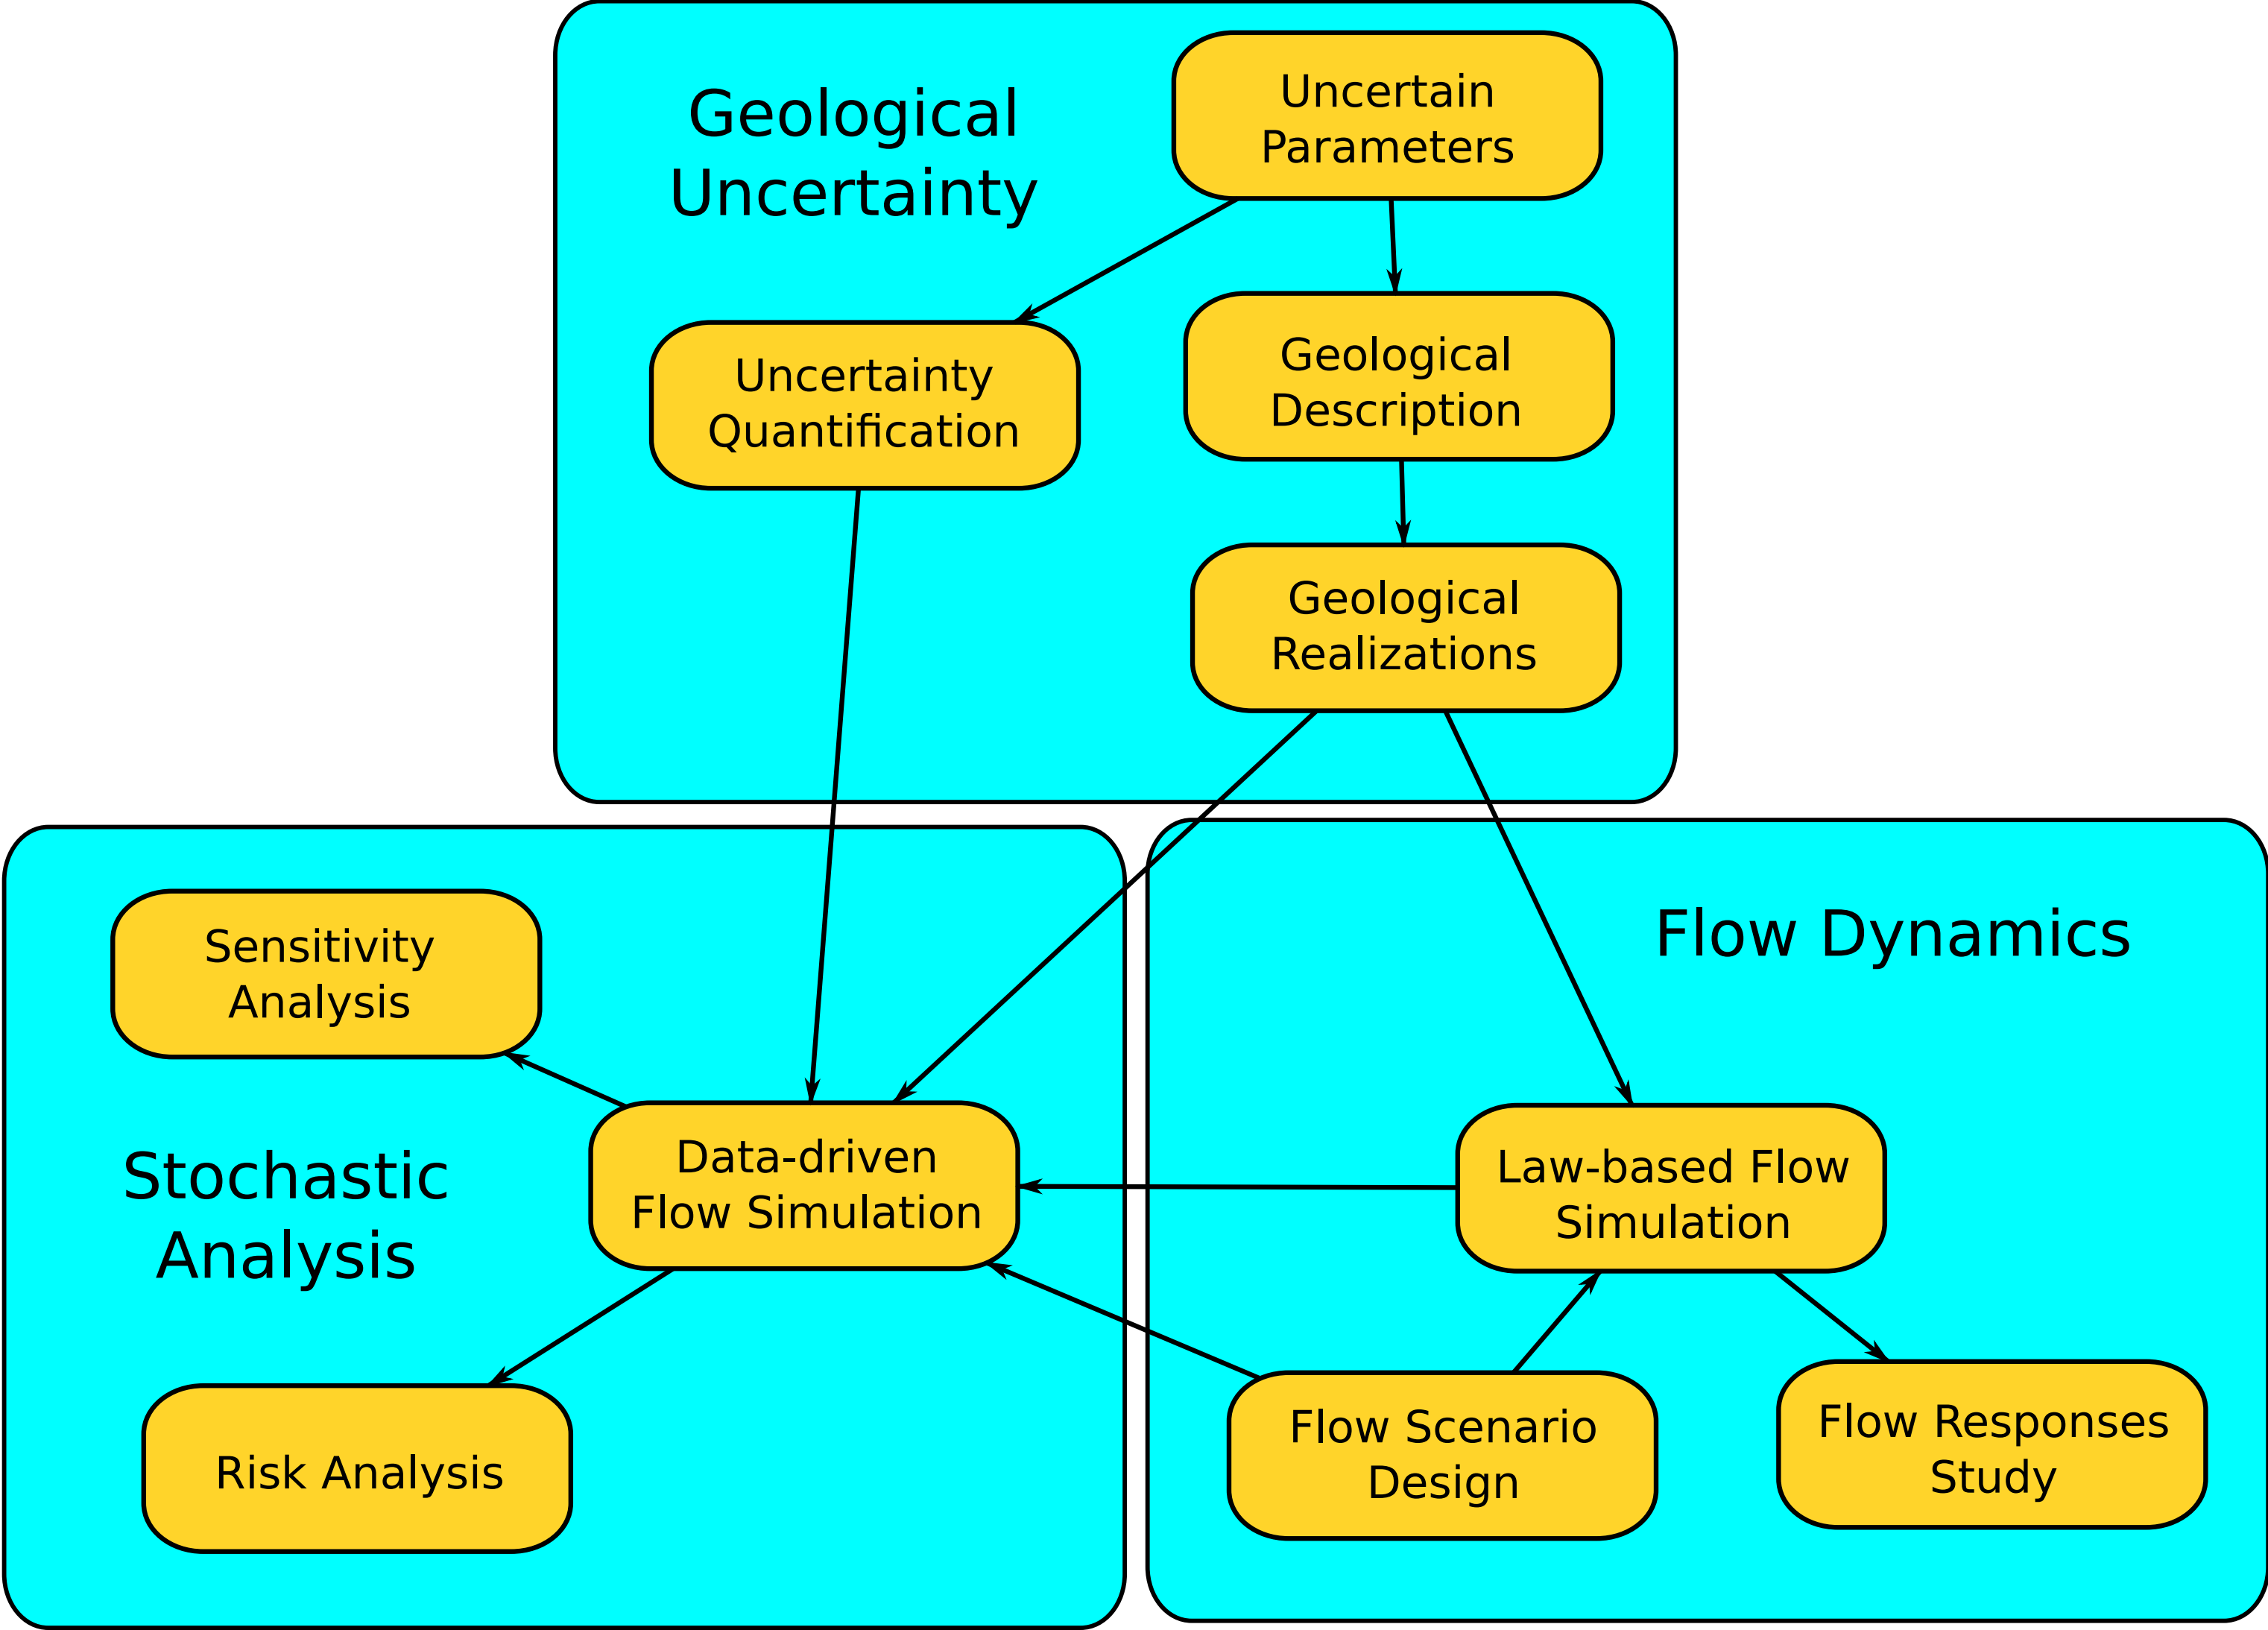 Geological
Uncertainty
Uncertain
Parameters
Uncertainty
Quantification
Geological
Description
Geological
Realizations
Sensitivity
Analysis
Stochastic
Analysis
Data-driven
Flow Simulation
Risk Analysis
Flow Dynamics
Law-based Flow
Simulation
Flow Scenario
Design
Flow Responses
Study